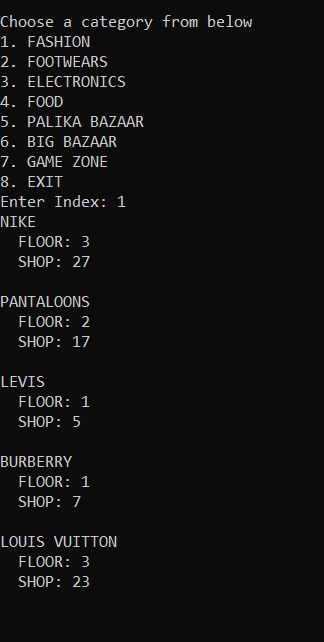 Choose a category from below
1. FASHION
2. FOOTWEARS
3. ELECTRONICS
4. FOOD
5. PALIKA BAZAAR
6. BIG BAZAAR
7. GAME ZONE
8. EXIT
Enter Index: 1
NIKE
  FLOOR: 3
  SHOP: 27

PANTALOONS
  FLOOR: 2
  SHOP: 17

LEVIS
  FLOOR: 1
  SHOP: 5

BURBERRY
  FLOOR: 1
  SHOP: 7

LOUIS VUITTON
  FLOOR: 3
  SHOP: 23